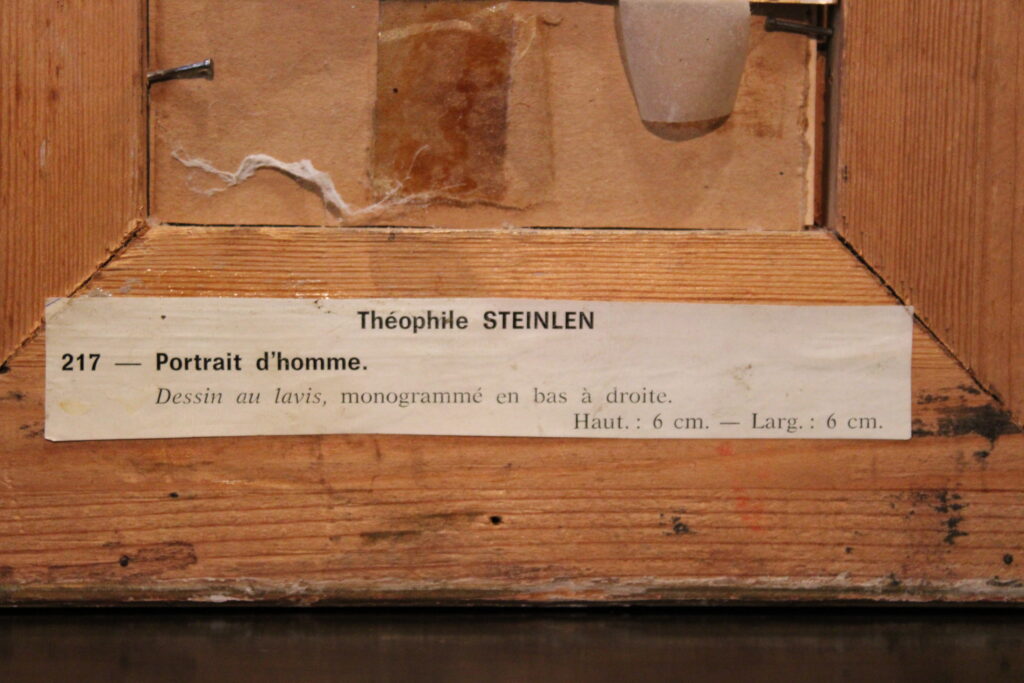 Théophile STEINLEN
217 — Portrait d'homme.
Dessin au lavis, monogrammé en bas à droite.
Haut. : 6 cm. — Larg. : 6 cm.